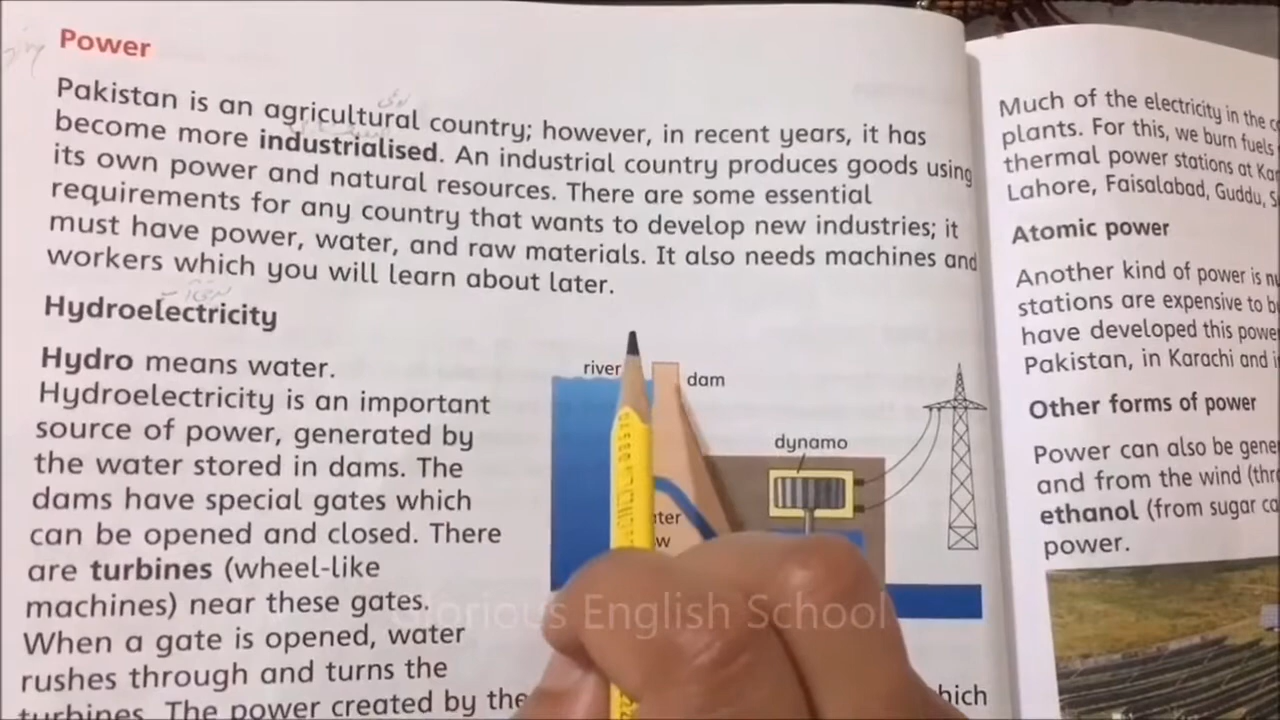 Power
Pakistan is an agricultural country; however, in recent years, it has
become more industrialised. An industrial country produces goods using
its own power and natural resources. There are some essential
requirements for any country that wants to develop new industries; it
must have power, water, and raw materials. It also needs machines and
workers which you will learn about later.
Hydroelectricity
Hydro means water.
Hydroelectricity is an important
source of power, generated by
the water stored in dams. The
dams have special gates which
can be opened and closed. There
are turbines (wheel-like
machines) near these gates.
When a gate is opened, water
rushes through and turns the
turbines. The power created by the
river
dam
dynamo
Glorious English School
Much of the electricity in the
plants. For this, we burn fuels
thermal power stations at
Lahore, Faisalabad, Guddu,
Atomic power
Another kind of power is
stations are expensive to
have developed this power
Pakistan, in Karachi and
Other forms of power
Power can also be
and from the wind
ethanol (from sugar
power.